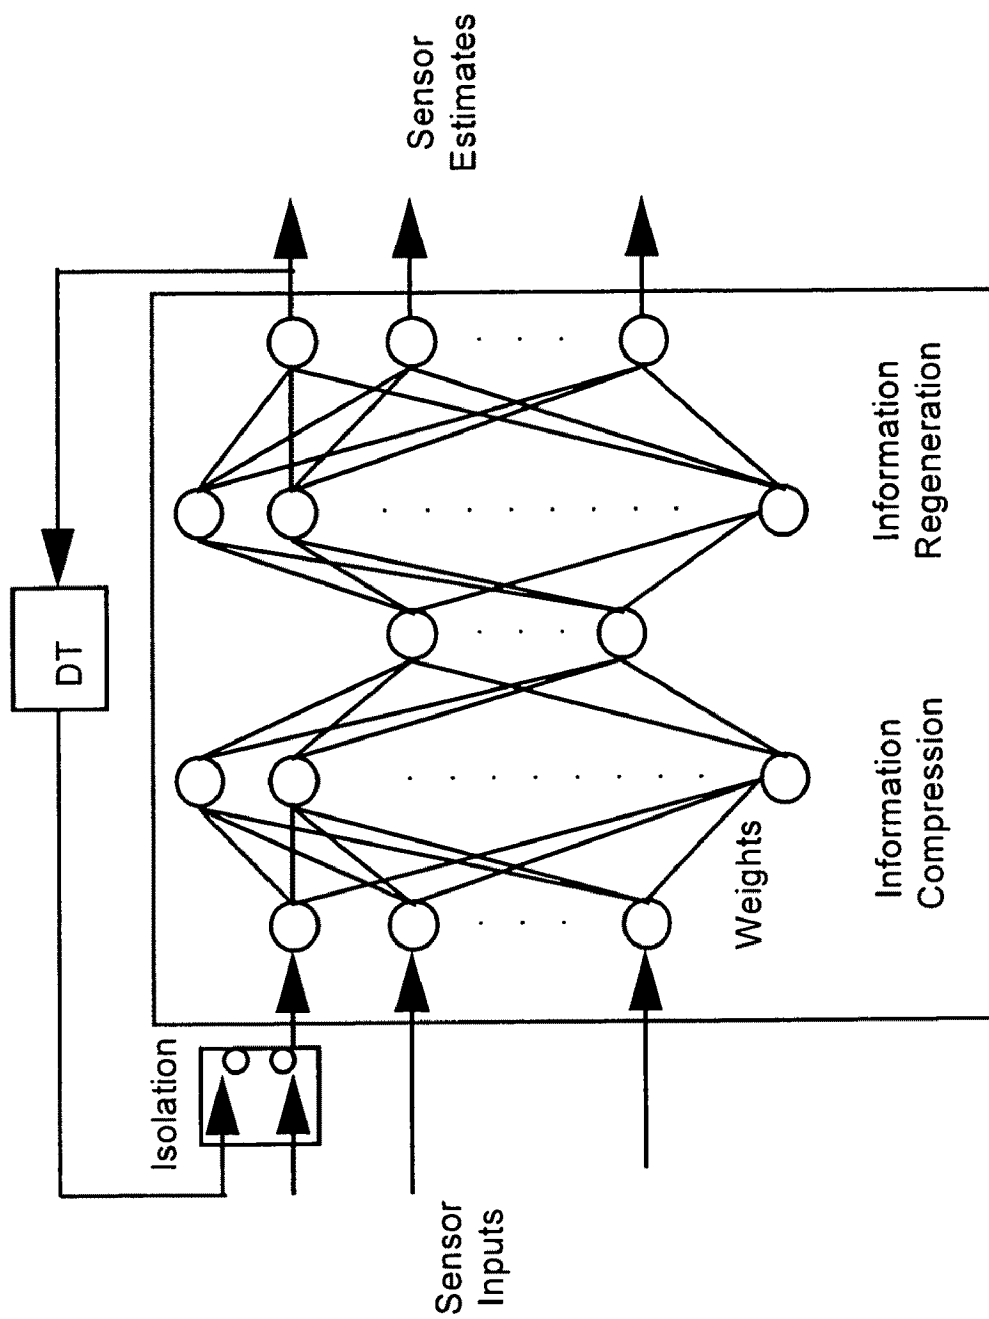 DT
Isolation
Sensor
Inputs
Weights
Information
Compression
Information
Regeneration
Sensor
Estimates